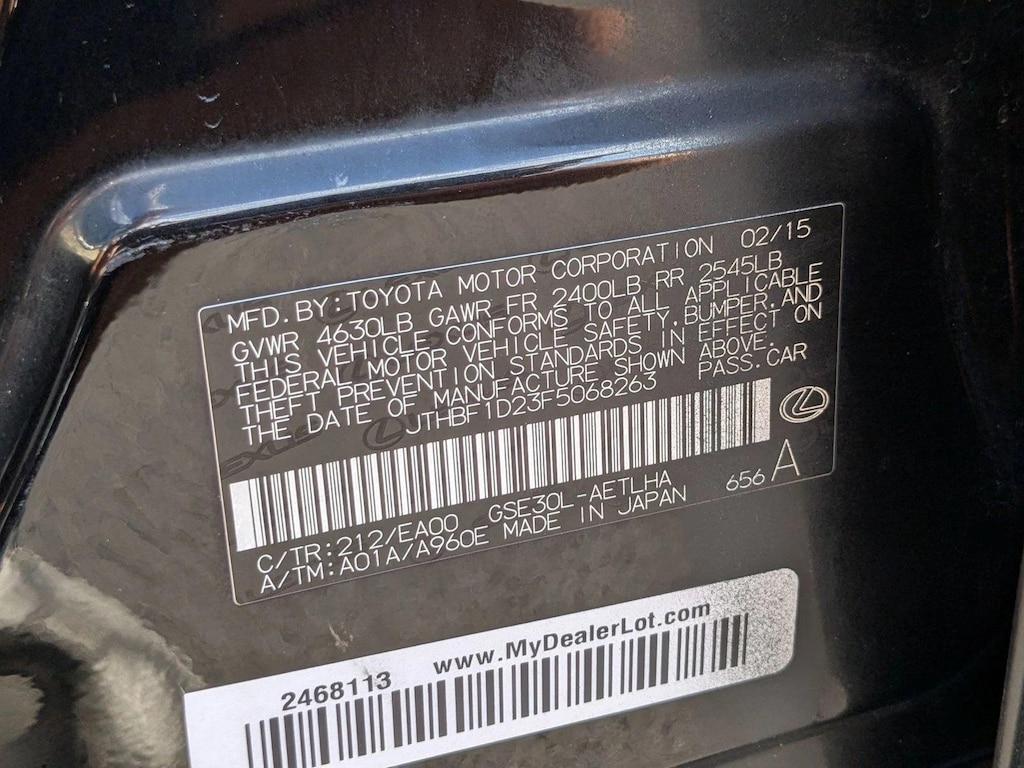 MFD. BY: TOYOTA MOTOR CORPORATION 02/15
GVWR 4630LB GAWR FR 2400LB RR 2545LB
THIS VEHICLE CONFORMS TO ALL APPLICABLE
FEDERAL MOTOR VEHICLE SAFETY, BUMPER, AND
THEFT PREVENTION STANDARDS IN EFFECT ON
THE DATE OF MANUFACTURE SHOWN ABOVE.
JTHBF1D23F5068263 PASS. CAR
C/TR: 212/EA00 GSE30L-AETLHA
A/TM: A01A/A960E MADE IN JAPAN 656 A
www.MyDealerLot.com
2468113